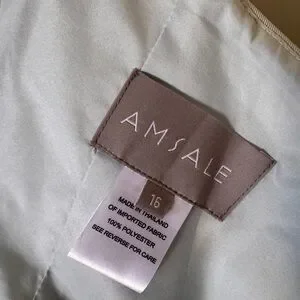 AMSALE
16
MADE IN THAILAND
OF IMPORTED FABRIC
100% POLYESTER
SEE REVERSE FOR CARE